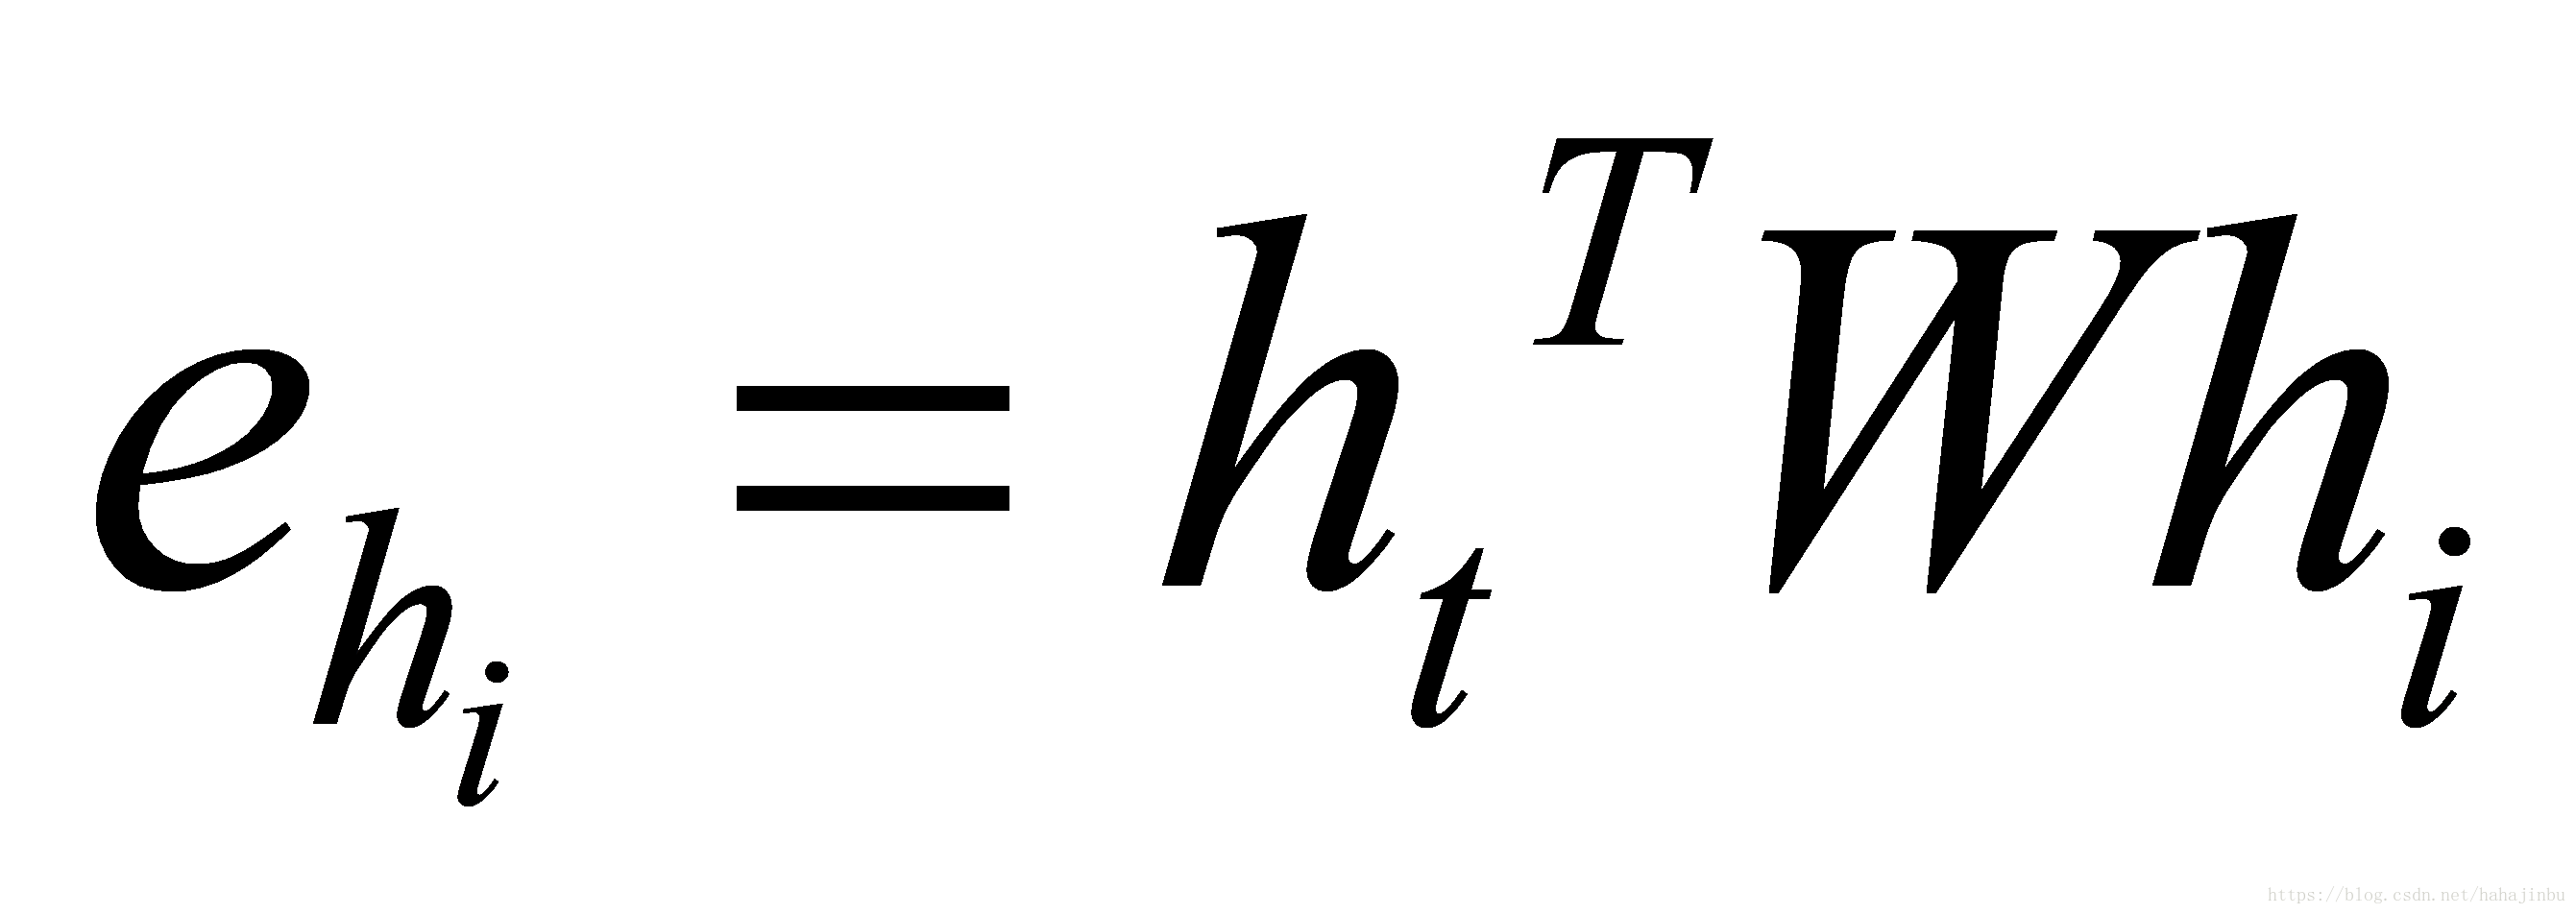 e_{h_i} = h_t^T W h_i
https://blog.csdn.net/hahajinbu